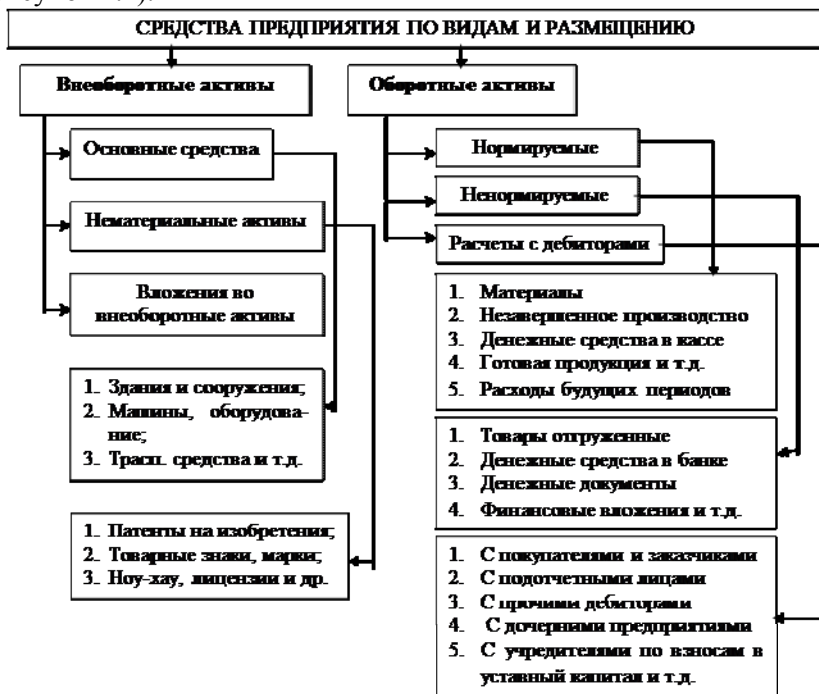 СРЕДСТВА ПРЕДПРИЯТИЯ ПО ВИДАМ И РАЗМЕЩЕНИЮ
Внеоборотные активы
Оборотные активы
Основные средства
Нематериальные активы
Вложения во
внеоборотные активы
Нормируемые
Ненормируемые
Расчеты с дебиторами
1. Материалы
2. Незавершенное производство
3. Денежные средства в кассе
4. Готовая продукция и т.д.
5. Расходы будущих периодов
1. Здания и сооружения;
2. Машины, оборудова-
ние;
3. Трасп. средства и т.д.
1. Товары отгруженные
2. Денежные средства в банке
3. Денежные документы
4. Финансовые вложения и т.д.
1. Патенты на изобретения;
2. Товарные знаки, марки;
3. Ноу-хау, лицензии и др.
1. С покупателями и заказчиками
2. С подотчетными лицами
3. С прочими дебиторами
4. С дочерними предприятиями
5. С учредителями по взносам в
уставный капитал и т.д.